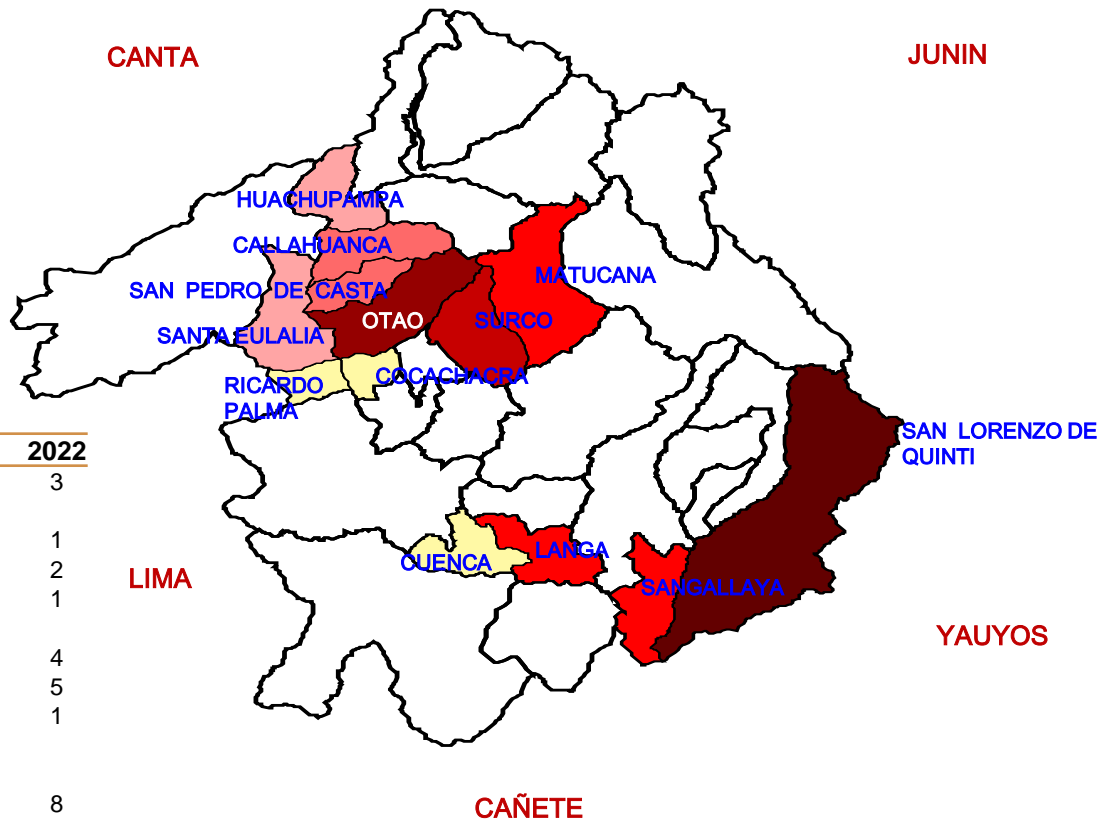 CANTA
JUNIN
HUACHUPAMPA
CALLAHUANCA
MATUCANA
SAN PEDRO DE CASTA
OTAO
SURCO
SANTA EULALIA
COCACHACRA
RICARDO
PALMA
SAN LORENZO DE
QUINTI
2022
3
1
2
1
4
5
1
8
CUENCA
LANGA
LIMA
SANGALLAYA
YAUYOS
CAÑETE